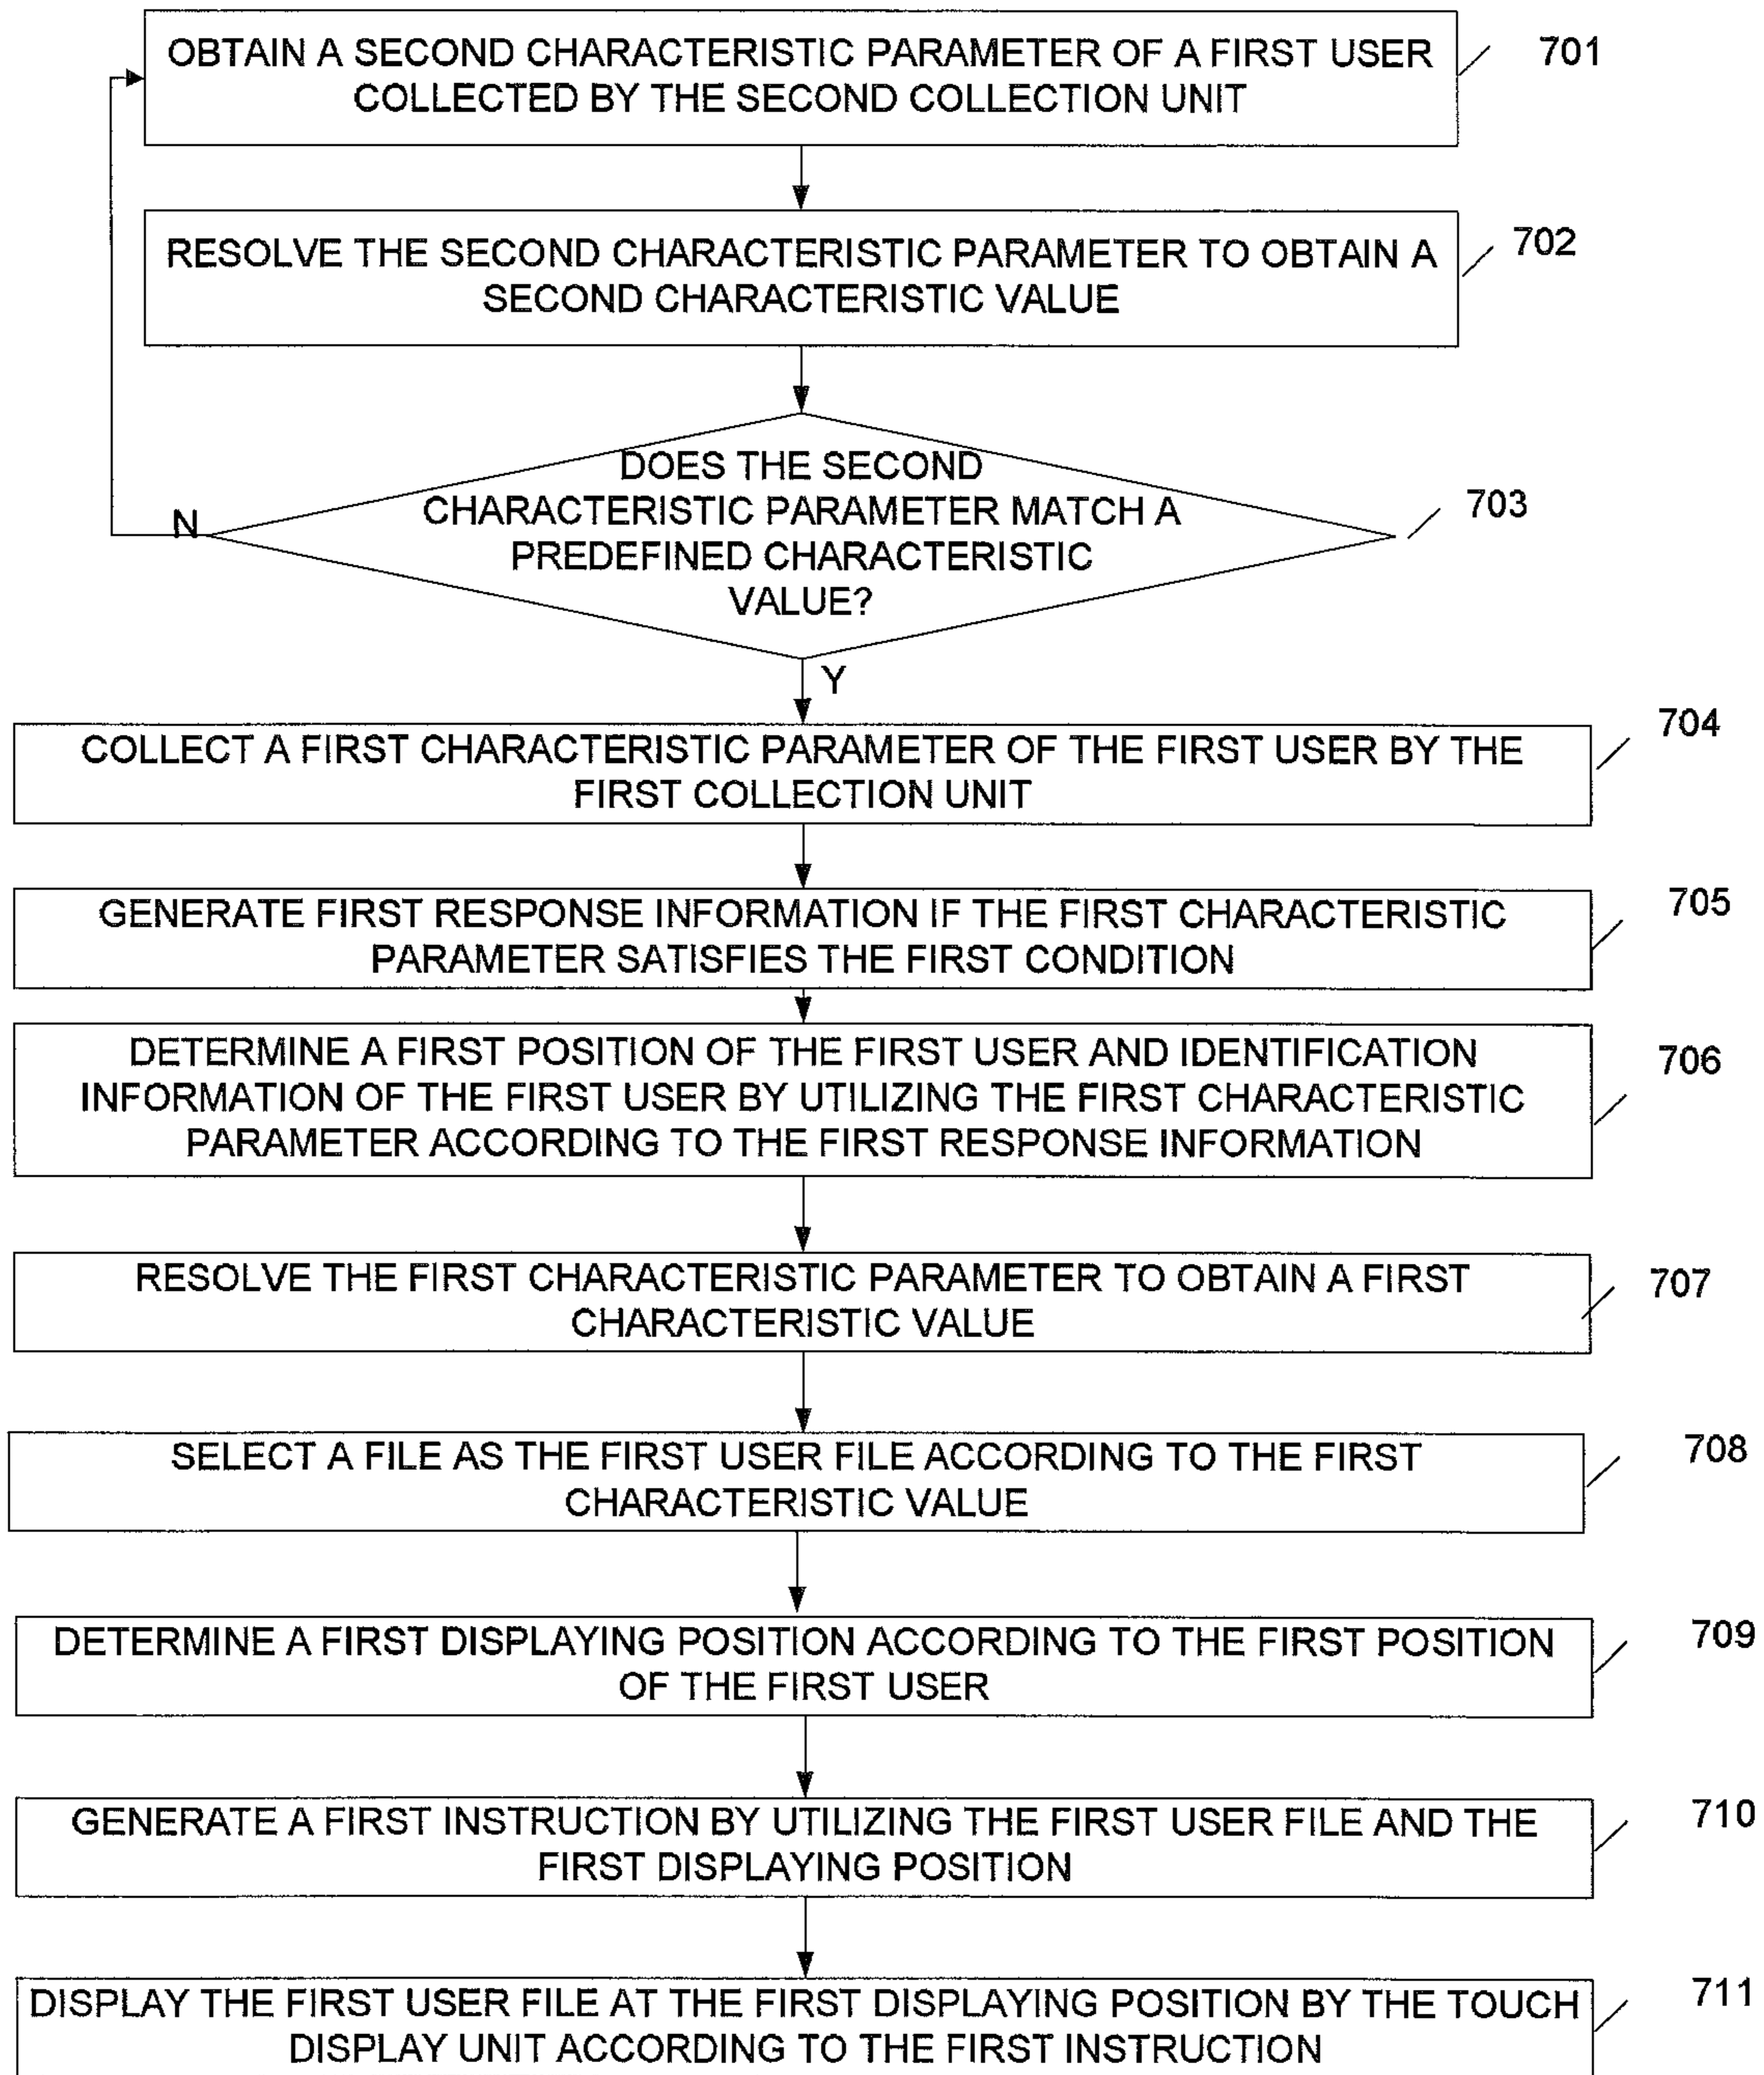 OBTAIN A SECOND CHARACTERISTIC PARAMETER OF A FIRST USER
COLLECTED BY THE SECOND COLLECTION UNIT
701
RESOLVE THE SECOND CHARACTERISTIC PARAMETER TO OBTAIN A
SECOND CHARACTERISTIC VALUE
702
DOES THE SECOND
CHARACTERISTIC PARAMETER MATCH A
PREDEFINED CHARACTERISTIC
VALUE?
703
N
Y
COLLECT A FIRST CHARACTERISTIC PARAMETER OF THE FIRST USER BY THE
FIRST COLLECTION UNIT
704
GENERATE FIRST RESPONSE INFORMATION IF THE FIRST CHARACTERISTIC
PARAMETER SATISFIES THE FIRST CONDITION
705
DETERMINE A FIRST POSITION OF THE FIRST USER AND IDENTIFICATION
INFORMATION OF THE FIRST USER BY UTILIZING THE FIRST CHARACTERISTIC
PARAMETER ACCORDING TO THE FIRST RESPONSE INFORMATION
706
RESOLVE THE FIRST CHARACTERISTIC PARAMETER TO OBTAIN A FIRST
CHARACTERISTIC VALUE
707
SELECT A FILE AS THE FIRST USER FILE ACCORDING TO THE FIRST
CHARACTERISTIC VALUE
708
DETERMINE A FIRST DISPLAYING POSITION ACCORDING TO THE FIRST POSITION
OF THE FIRST USER
709
GENERATE A FIRST INSTRUCTION BY UTILIZING THE FIRST USER FILE AND THE
FIRST DISPLAYING POSITION
710
DISPLAY THE FIRST USER FILE AT THE FIRST DISPLAYING POSITION BY THE TOUCH
DISPLAY UNIT ACCORDING TO THE FIRST INSTRUCTION
711